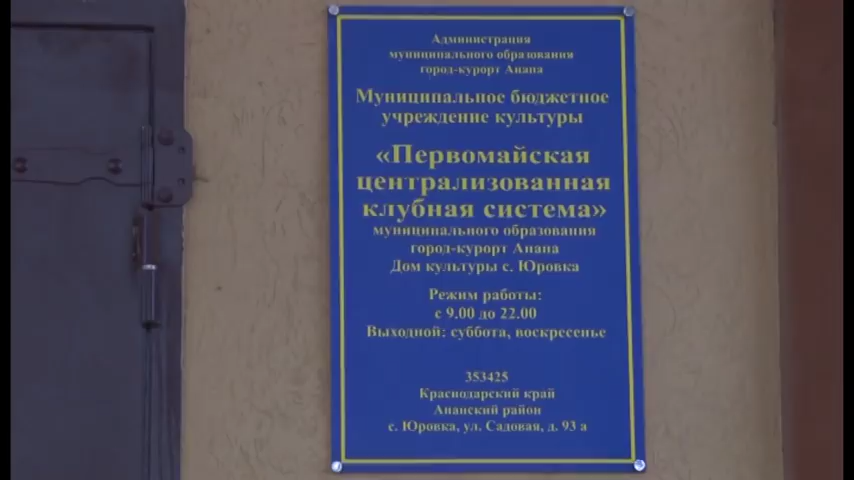 Администрация
муниципального образования
город-курорт Анапа
Муниципальное бюджетное
учреждение культуры
«Первомайская
централизованная
клубная система»
муниципального образования
город-курорт Анапа
Дом культуры с. Юровка
Режим работы:
с 9.00 до 22.00
Выходной: суббота, воскресенье
353425
Краснодарский край
Анапский район
с. Юровка, ул. Садовая, д. 93 а